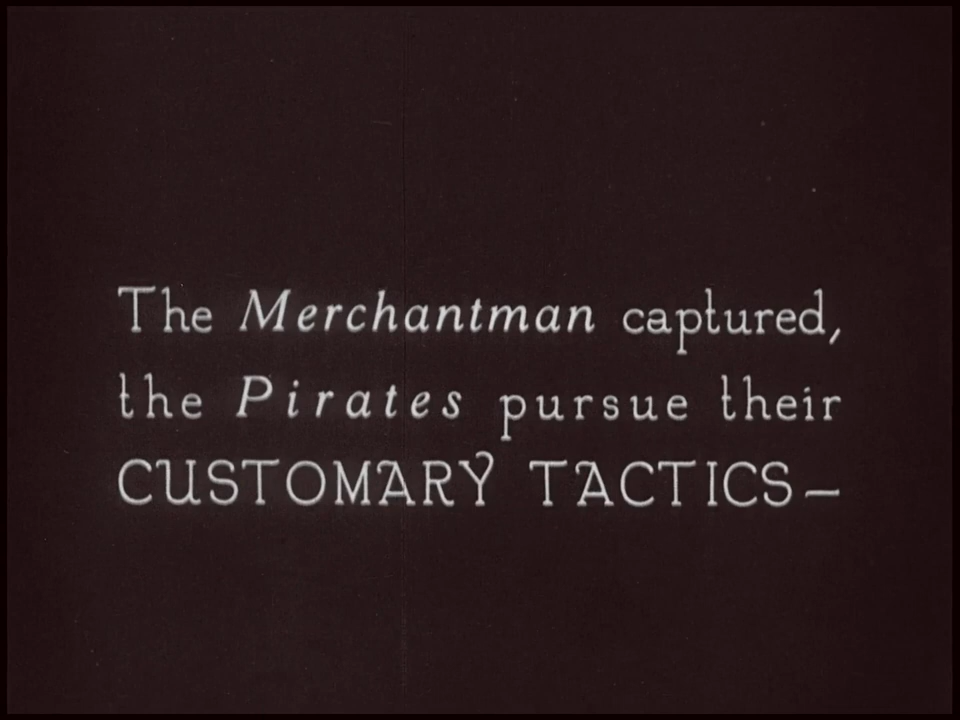 The Merchantman captured,
the Pirates pursue their
CUSTOMARY TACTICS—